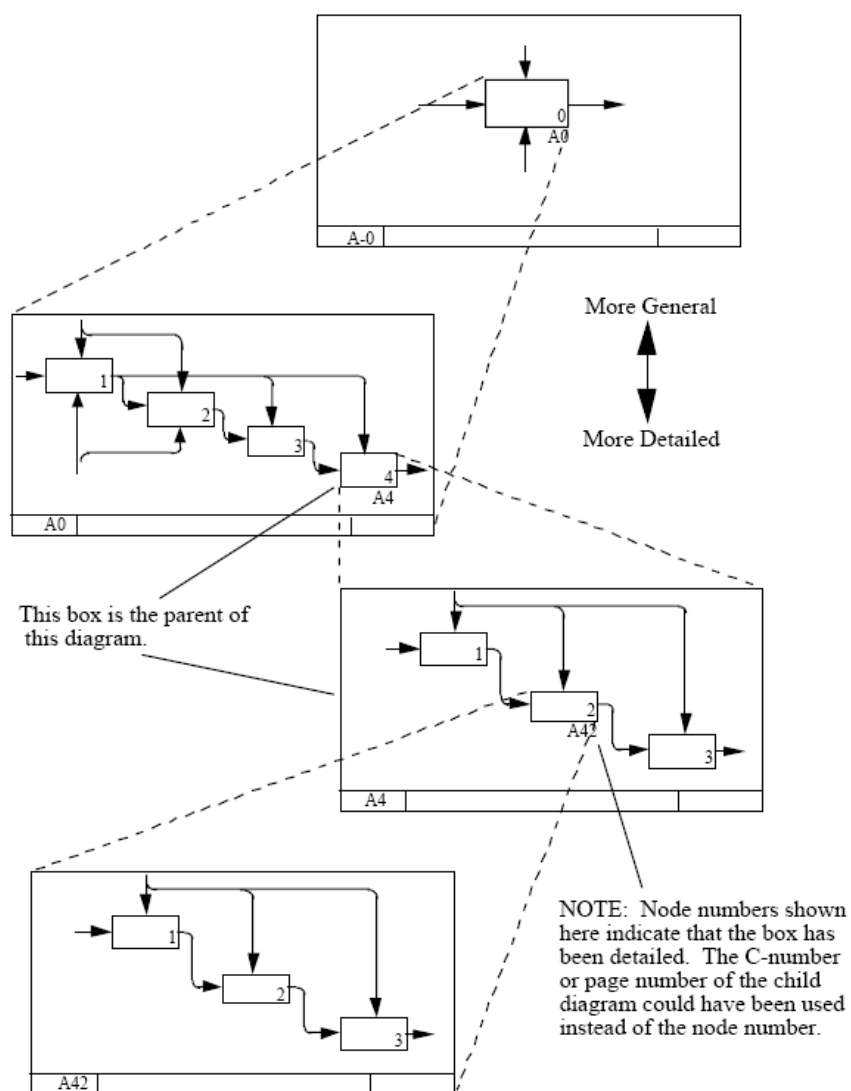 0
A0
A-0
More General
More Detailed
1
2
3
4
A4
A0
This box is the parent of
this diagram.
1
2
A42
3
A4
1
2
3
A42
NOTE: Node numbers shown
here indicate that the box has
been detailed. The C-number
or page number of the child
diagram could have been used
instead of the node number.